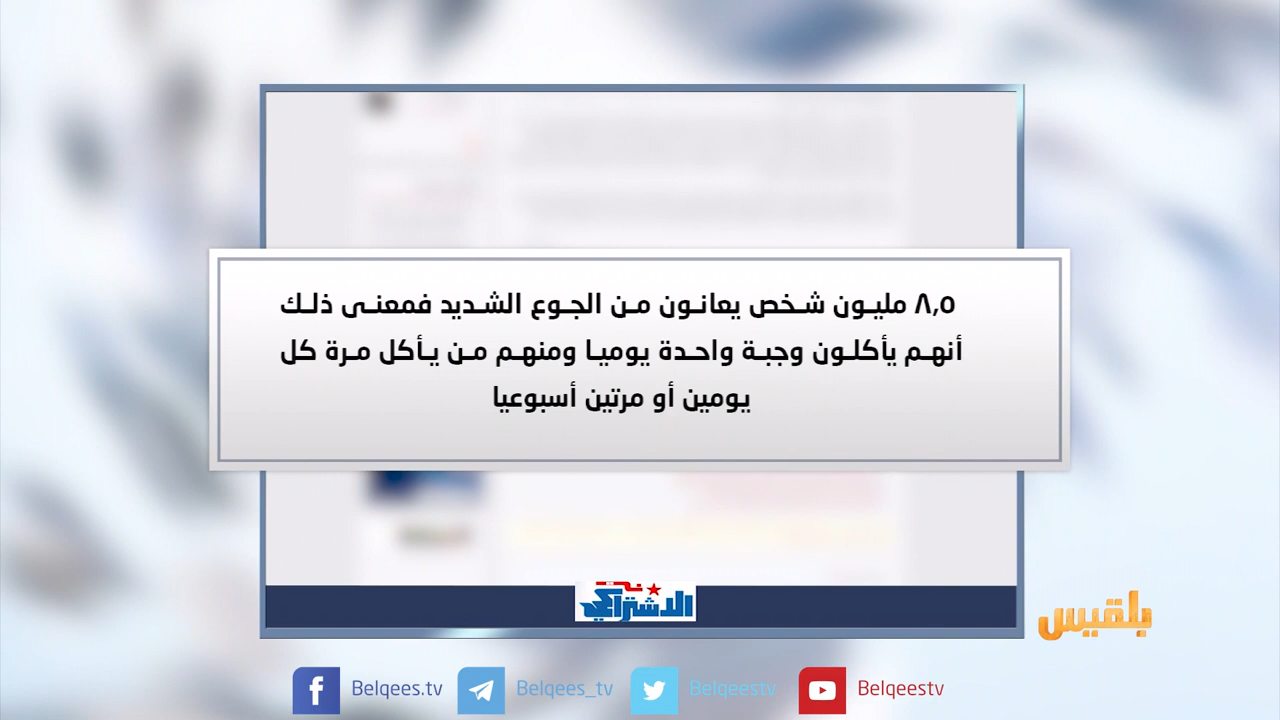 ٨,٥ مليون شخص يعانون من الجوع الشديد فمعنى ذلك
أنهم يأكلون وجبة واحدة يوميا ومنهم من يأكل مرة كل
يومين أو مرتين أسبوعيا
الاشتراكي نت
بلقيس
Belqees.tv
Belqees_tv
Belqeestv
Belqeestv